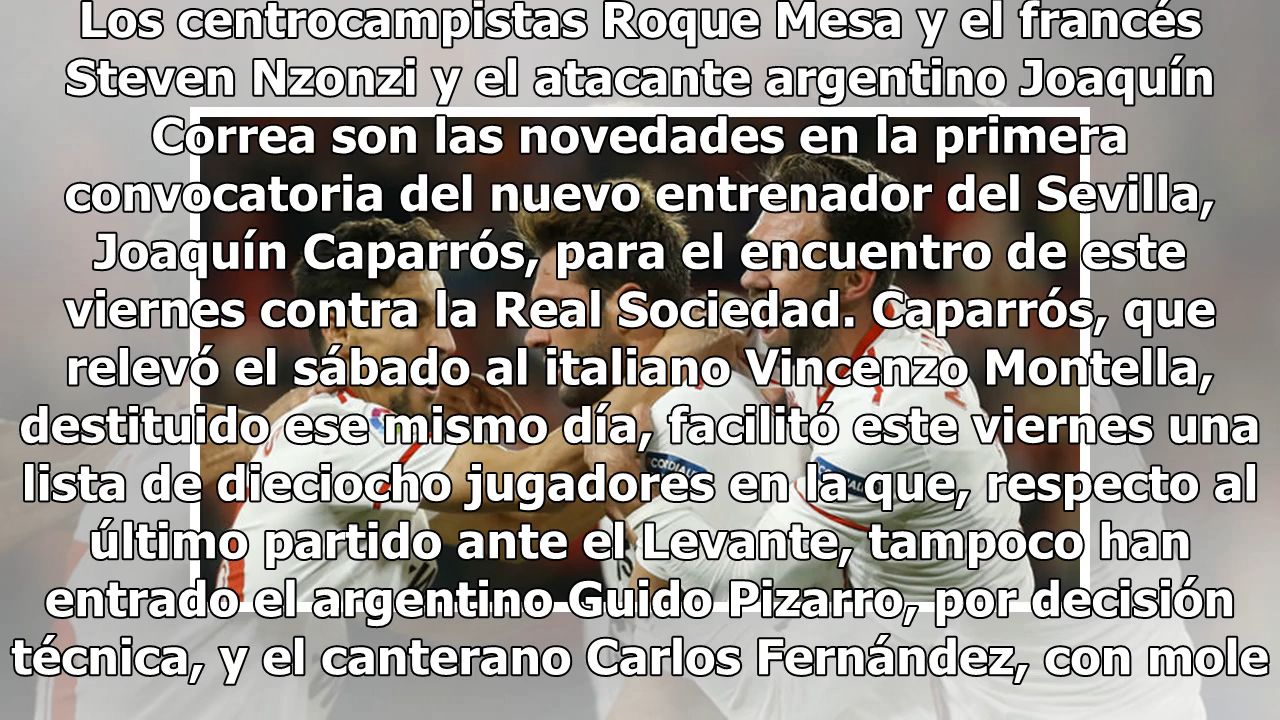 Los centrocampistas Roque Mesa y el francés
Steven Nzonzi y el atacante argentino Joaquín
Correa son las novedades en la primera
convocatoria del nuevo entrenador del Sevilla,
Joaquín Caparrós, para el encuentro de este
viernes contra la Real Sociedad. Caparrós, que
relevó el sábado al italiano Vincenzo Montella,
destituido ese mismo día, facilitó este viernes una
lista de dieciocho jugadores en la que, respecto al
último partido ante el Levante, tampoco han
entrado el argentino Guido Pizarro, por decisión
técnica, y el canterano Carlos Fernández, con mole